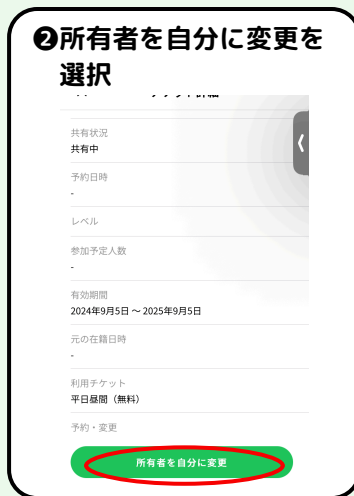 ❷所有者を自分に変更を
選択
共有状況
共有中
予約日時
-
レベル
参加予定人数
-
有効期間
2024年9月5日 ～ 2025年9月5日
元の在籍日時
-
利用チケット
平日昼間（無料）
予約・変更
所有者を自分に変更